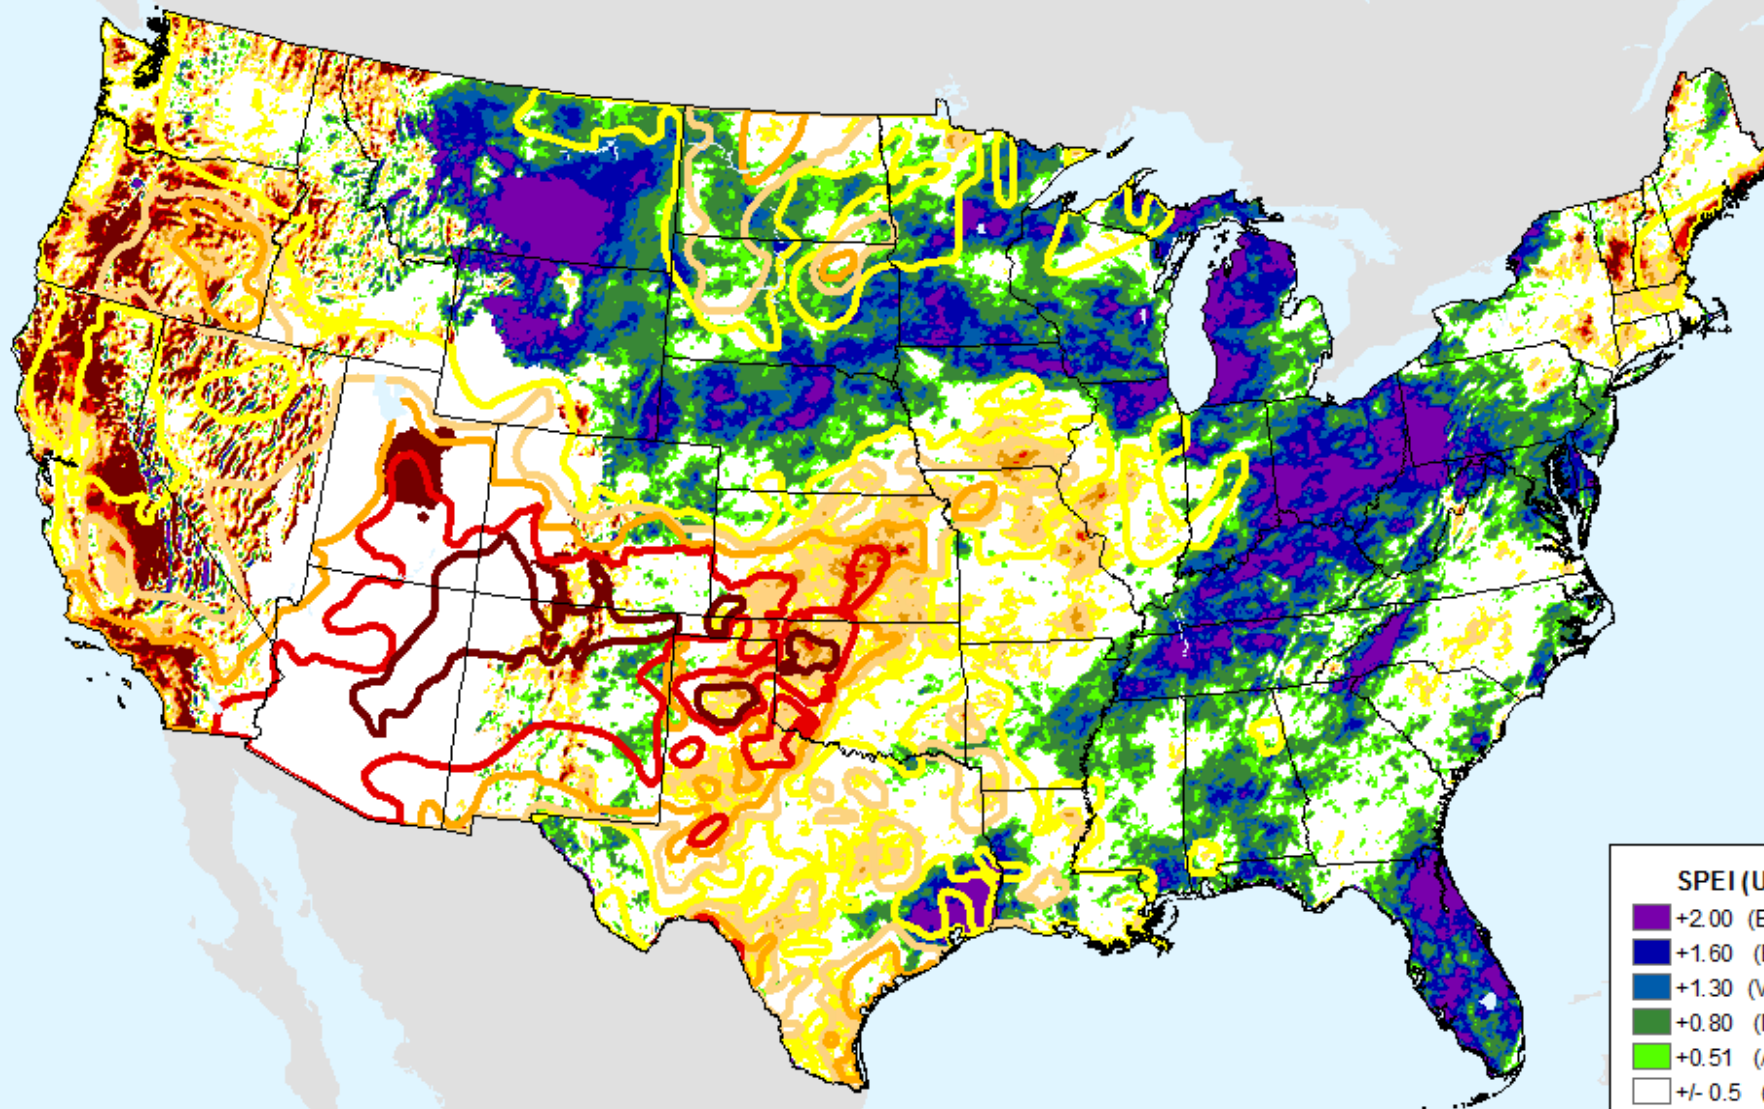 SPEI (U
+2.00 (E
+1.60 (
+1.30 (V
+0.80 (
+0.51 (
+/- 0.5 (